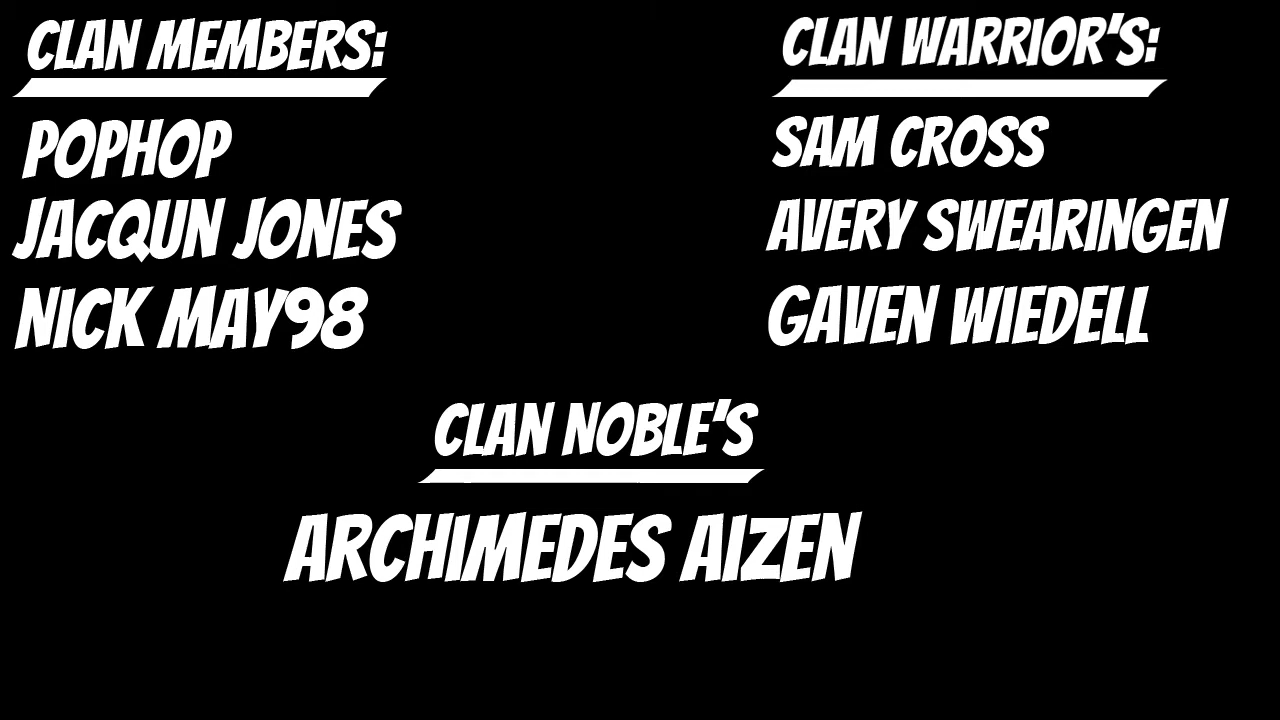 CLAN MEMBERS:
POPHOP
JACQUN JONES
NICK MAY98
CLAN WARRIOR'S:
SAM CROSS
AVERY SWEARINGEN
GAVEN WIEDELL
CLAN NOBLE'S
ARCHIMEDES AIZEN